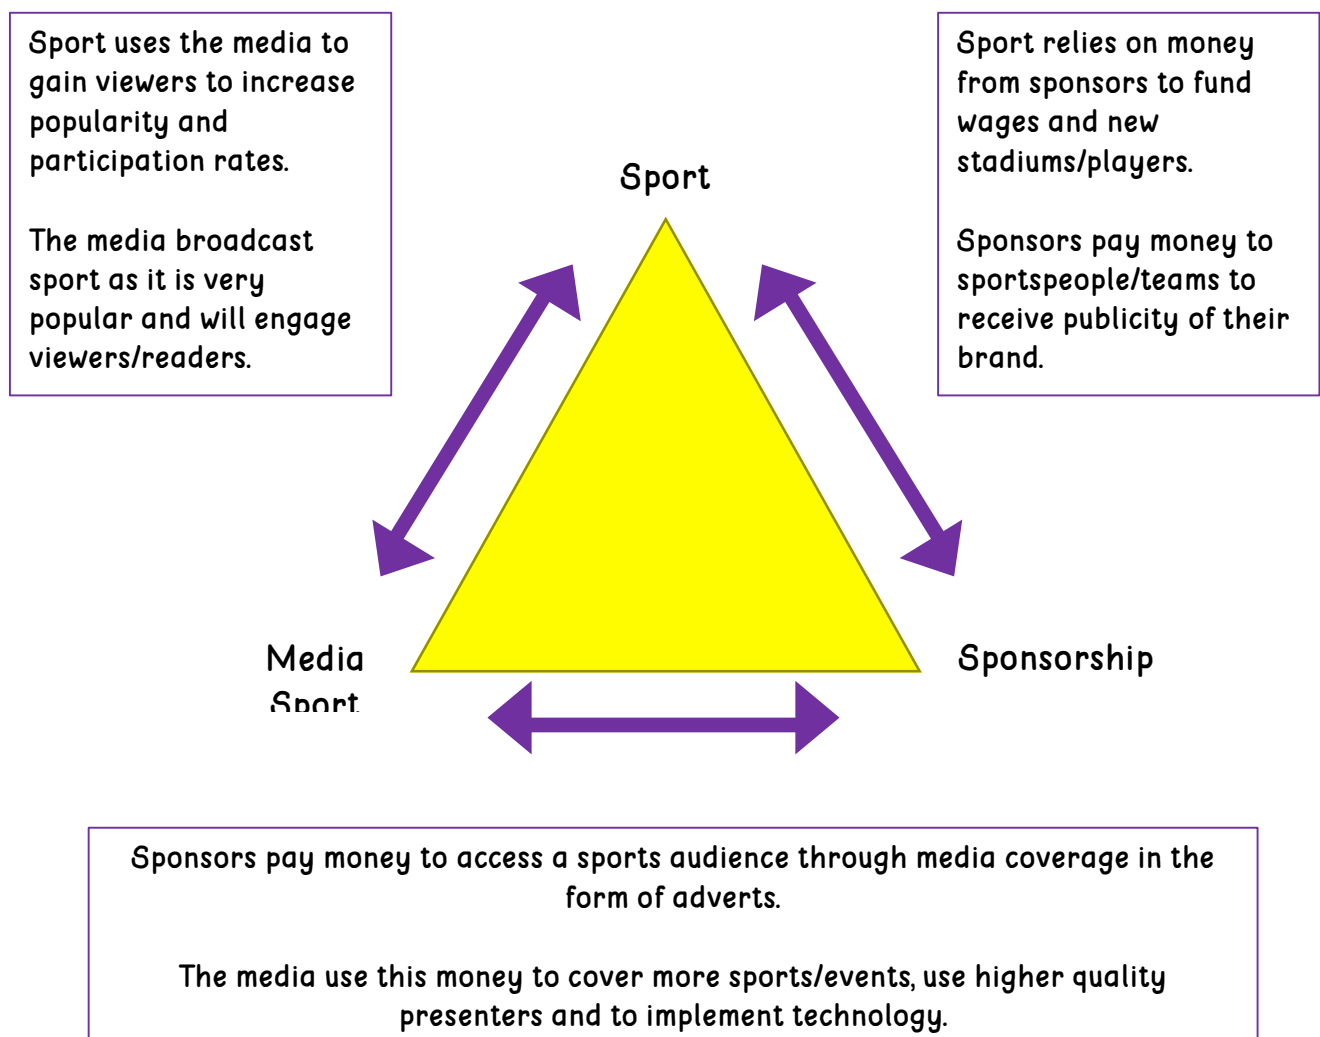 Sport uses the media to
gain viewers to increase
popularity and
participation rates.
The media broadcast
sport as it is very
popular and will engage
viewers/readers.
Sport relies on money
from sponsors to fund
wages and new
stadiums/players.
Sponsors pay money to
sportspeople/teams to
receive publicity of their
brand.
Sport
Media
Sport
Sponsorship
Sponsors pay money to access a sports audience through media coverage in the
form of adverts.
The media use this money to cover more sports/events, use higher quality
presenters and to implement technology.